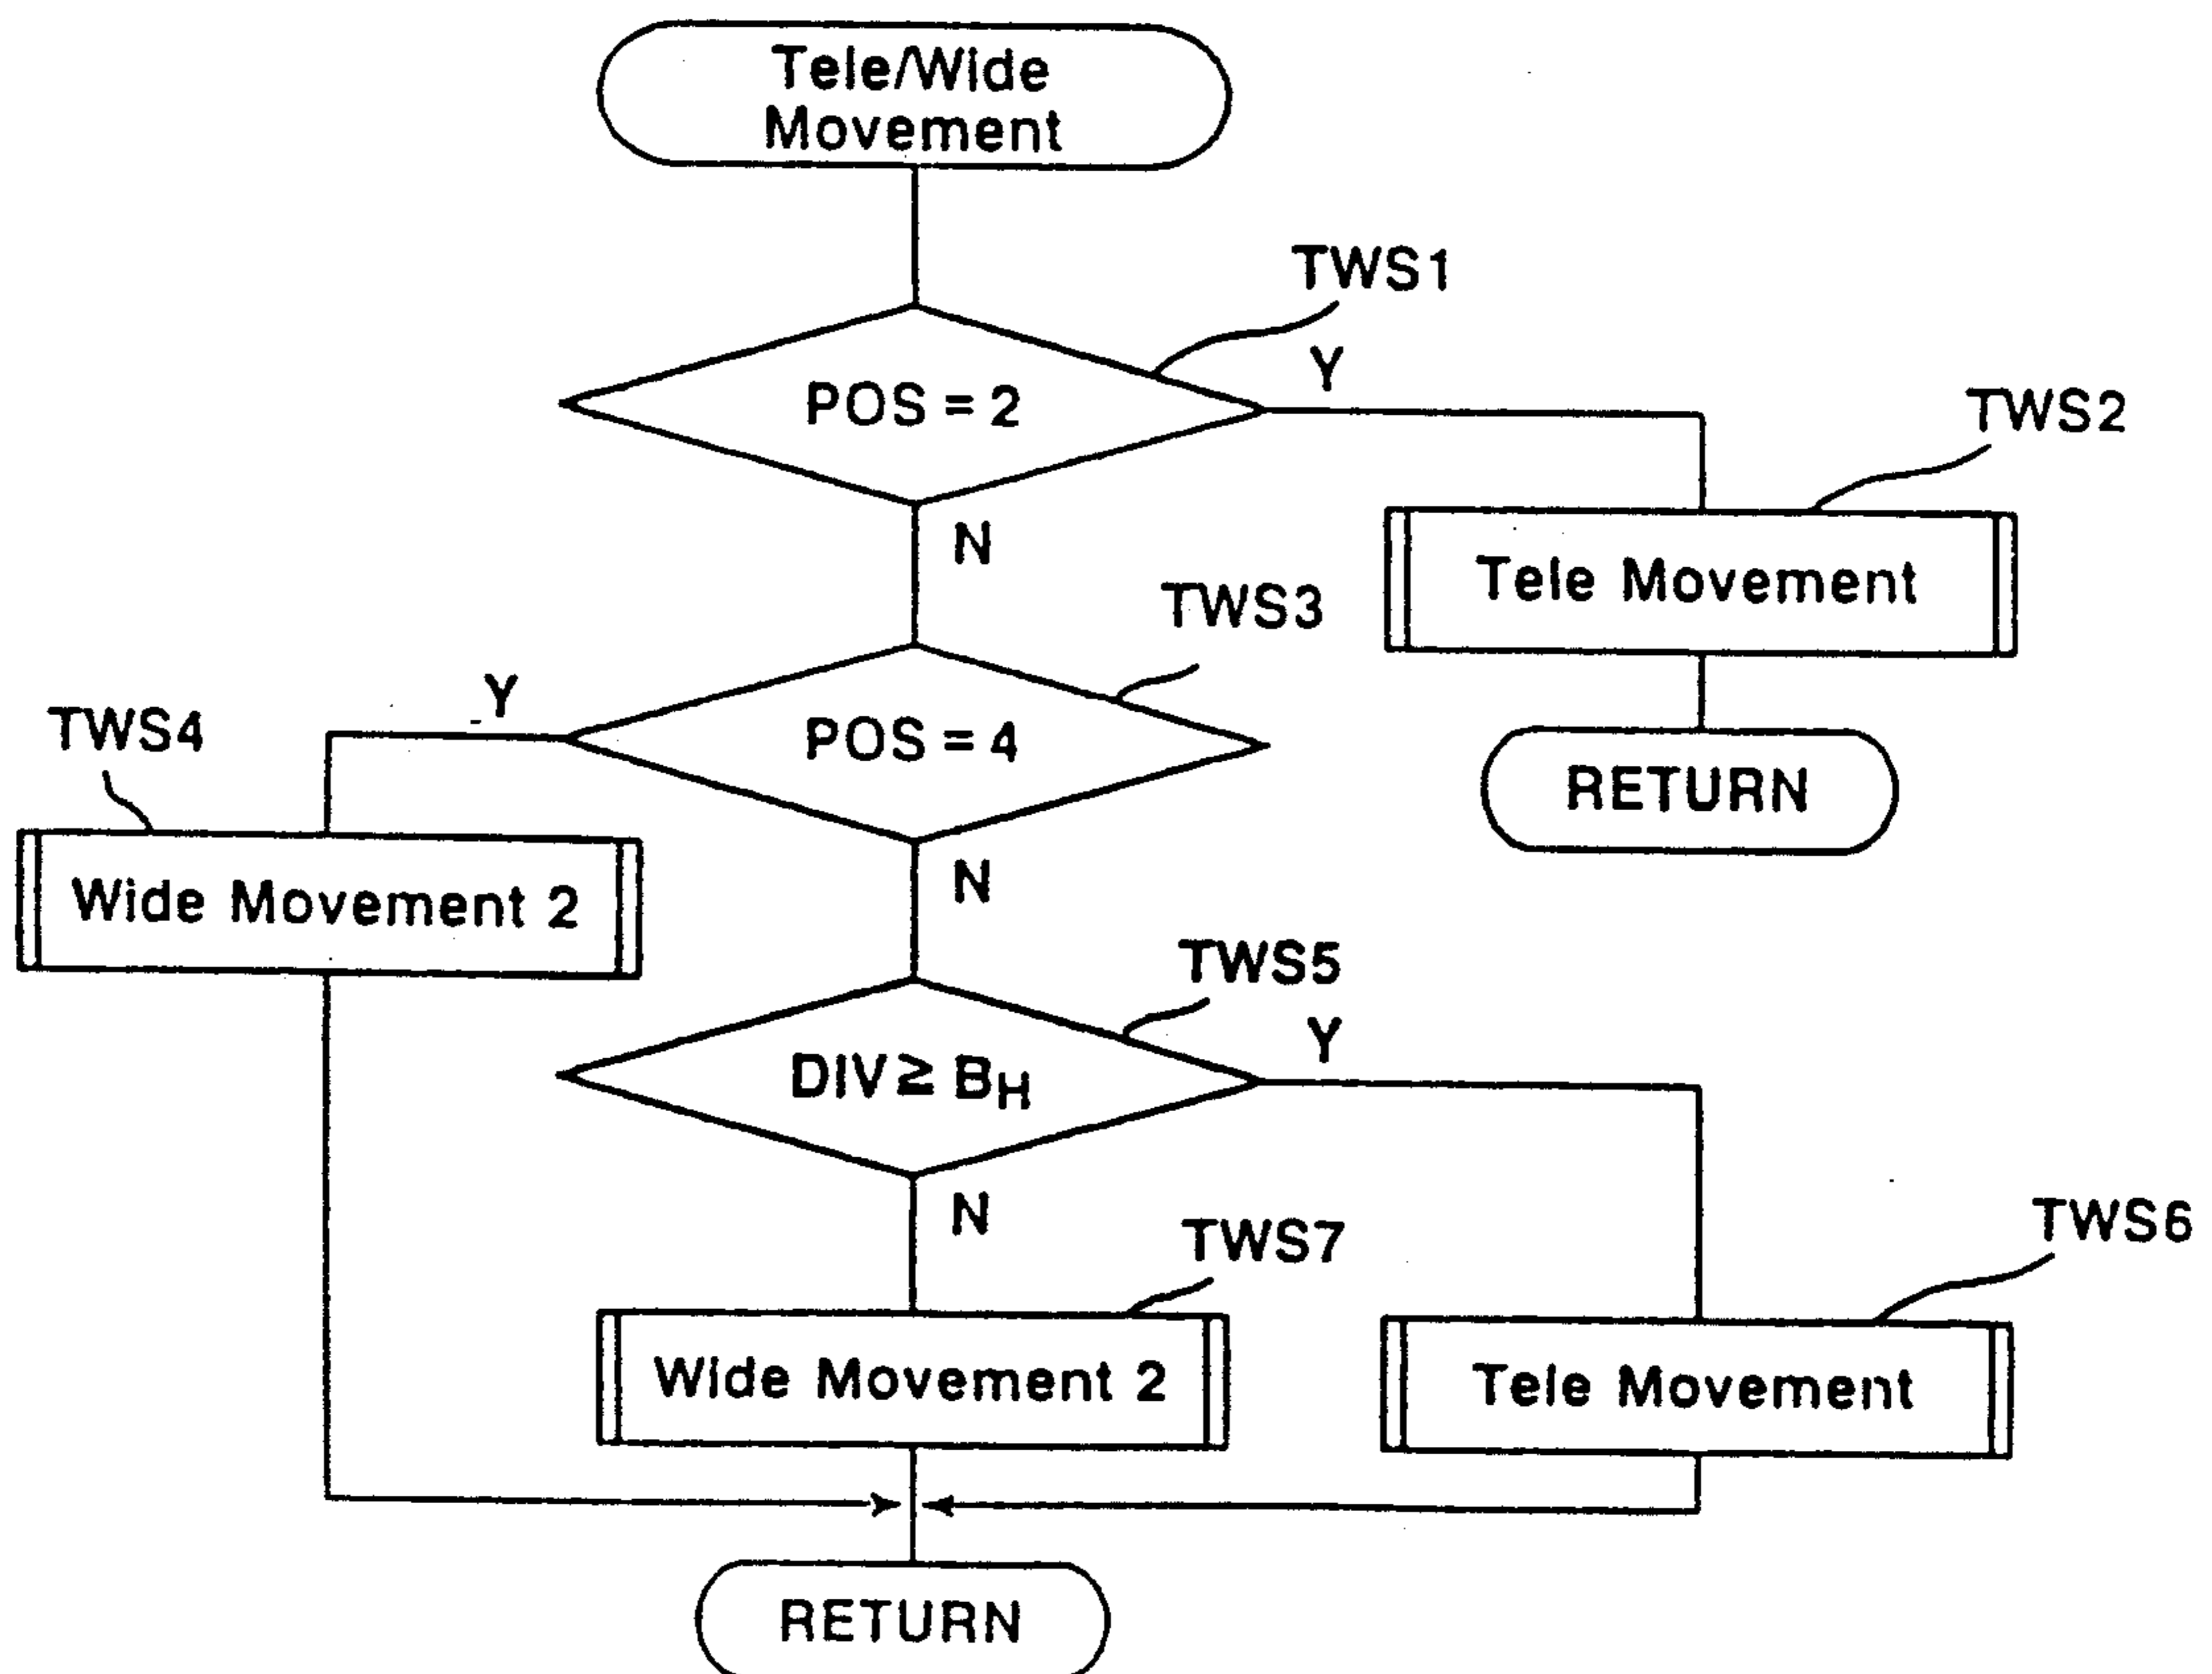 Tele/Wide
Movement
TWS1
POS = 2
Y
TWS2
N
Tele Movement
TWS3
Y
POS = 4
TWS4
RETURN
N
Wide Movement 2
TWS5
Y
DIV ≥ BH
N
TWS7
TWS6
Wide Movement 2
Tele Movement
RETURN